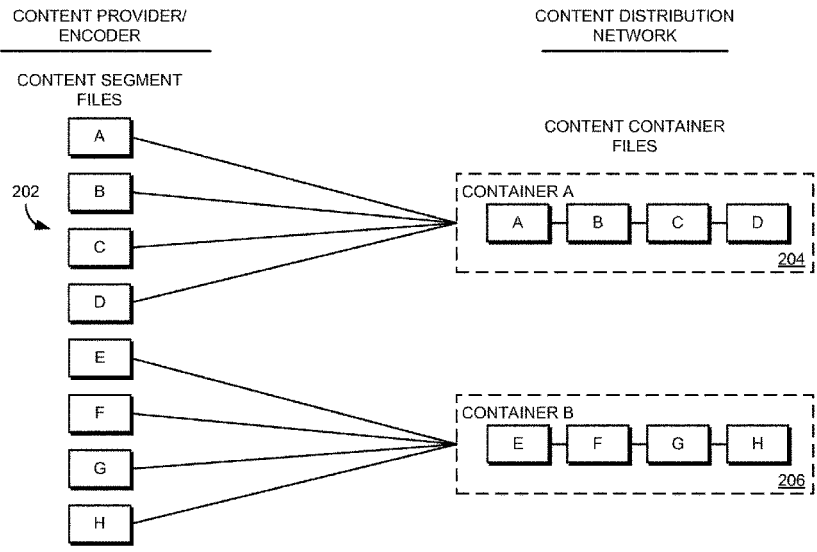 CONTENT PROVIDER/
ENCODER
CONTENT SEGMENT
FILES
202
A
B
C
D
E
F
G
H
CONTENT DISTRIBUTION
NETWORK
CONTENT CONTAINER
FILES
CONTAINER A
A B C D
204
CONTAINER B
E F G H
206